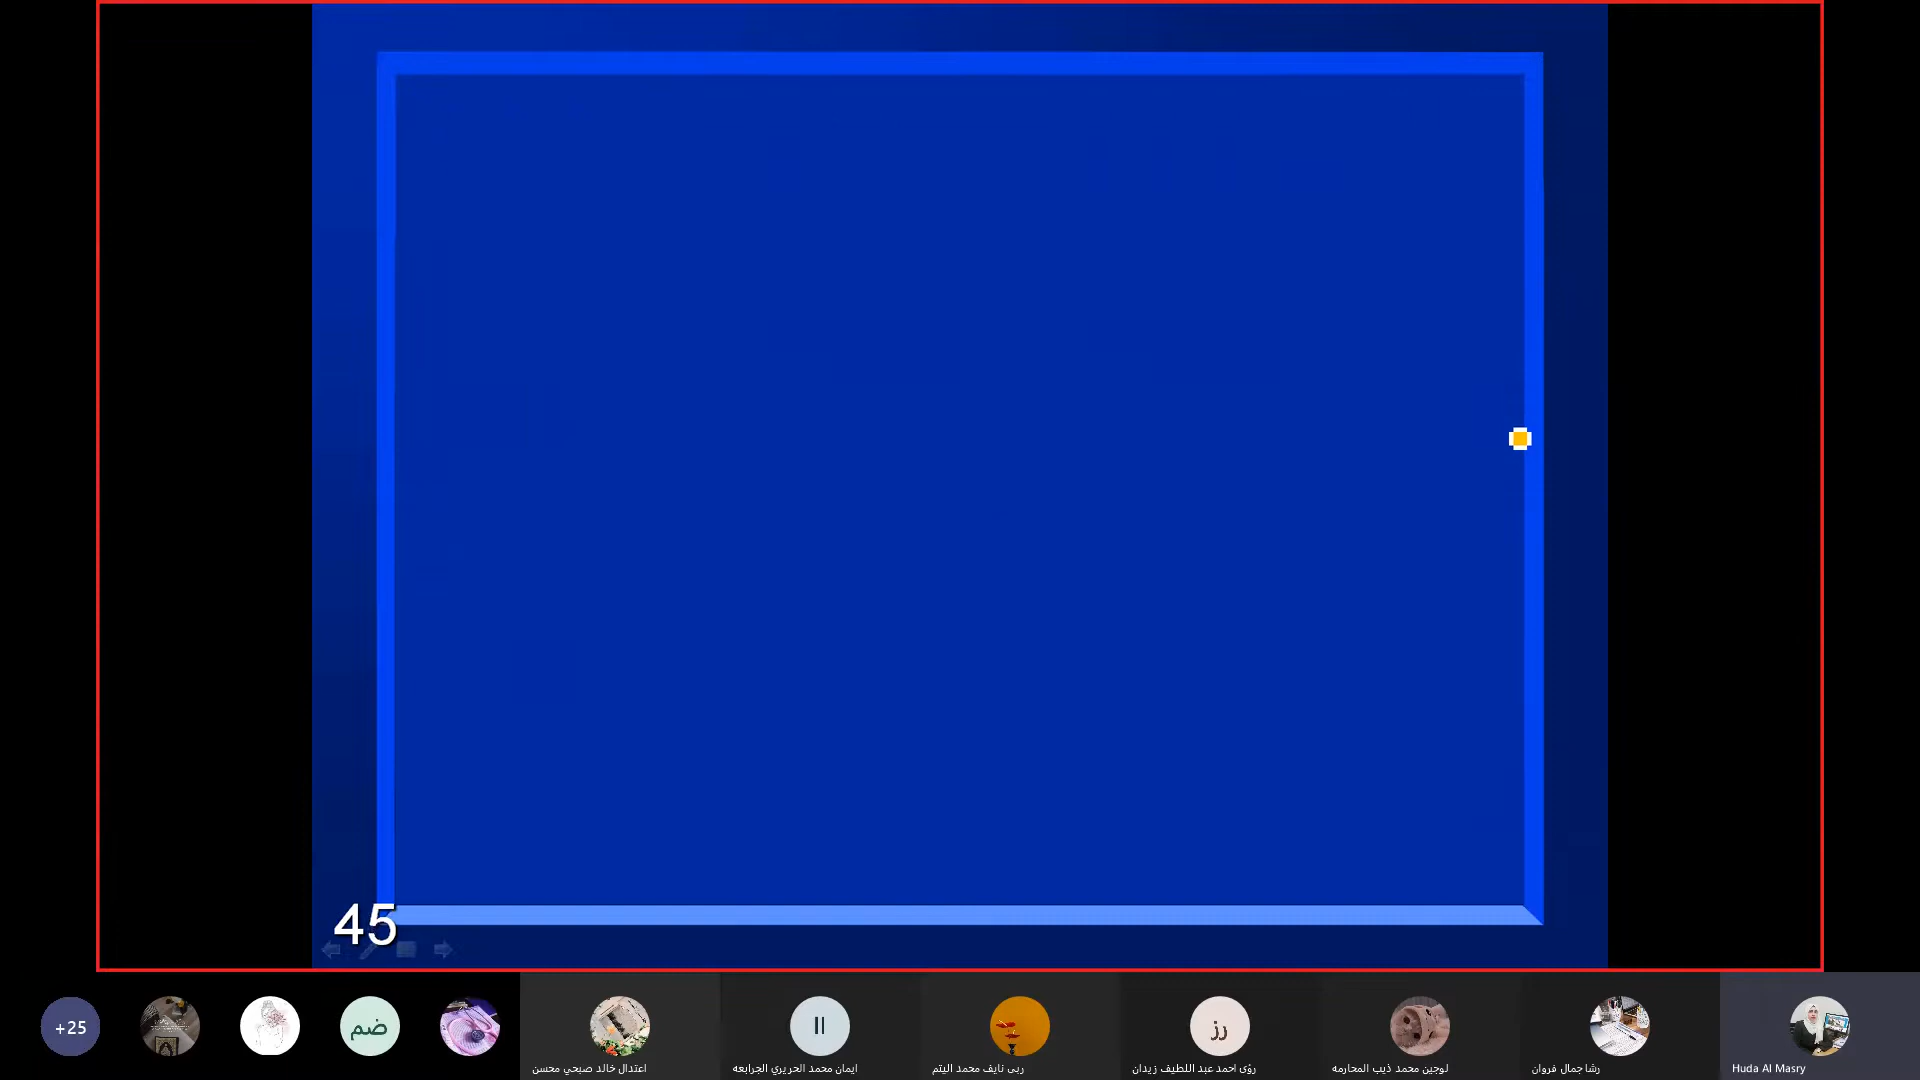 45
+25
ضم
اا
رز
اعتدال خالد صبحي محسن
ايمان محمد الحريري الجرابعه
ربى نايف محمد اليتم
رؤى احمد عبد اللطيف زيدان
لوجين محمد ذيب المحارمه
رشا جمال فروان
Huda Al Masry